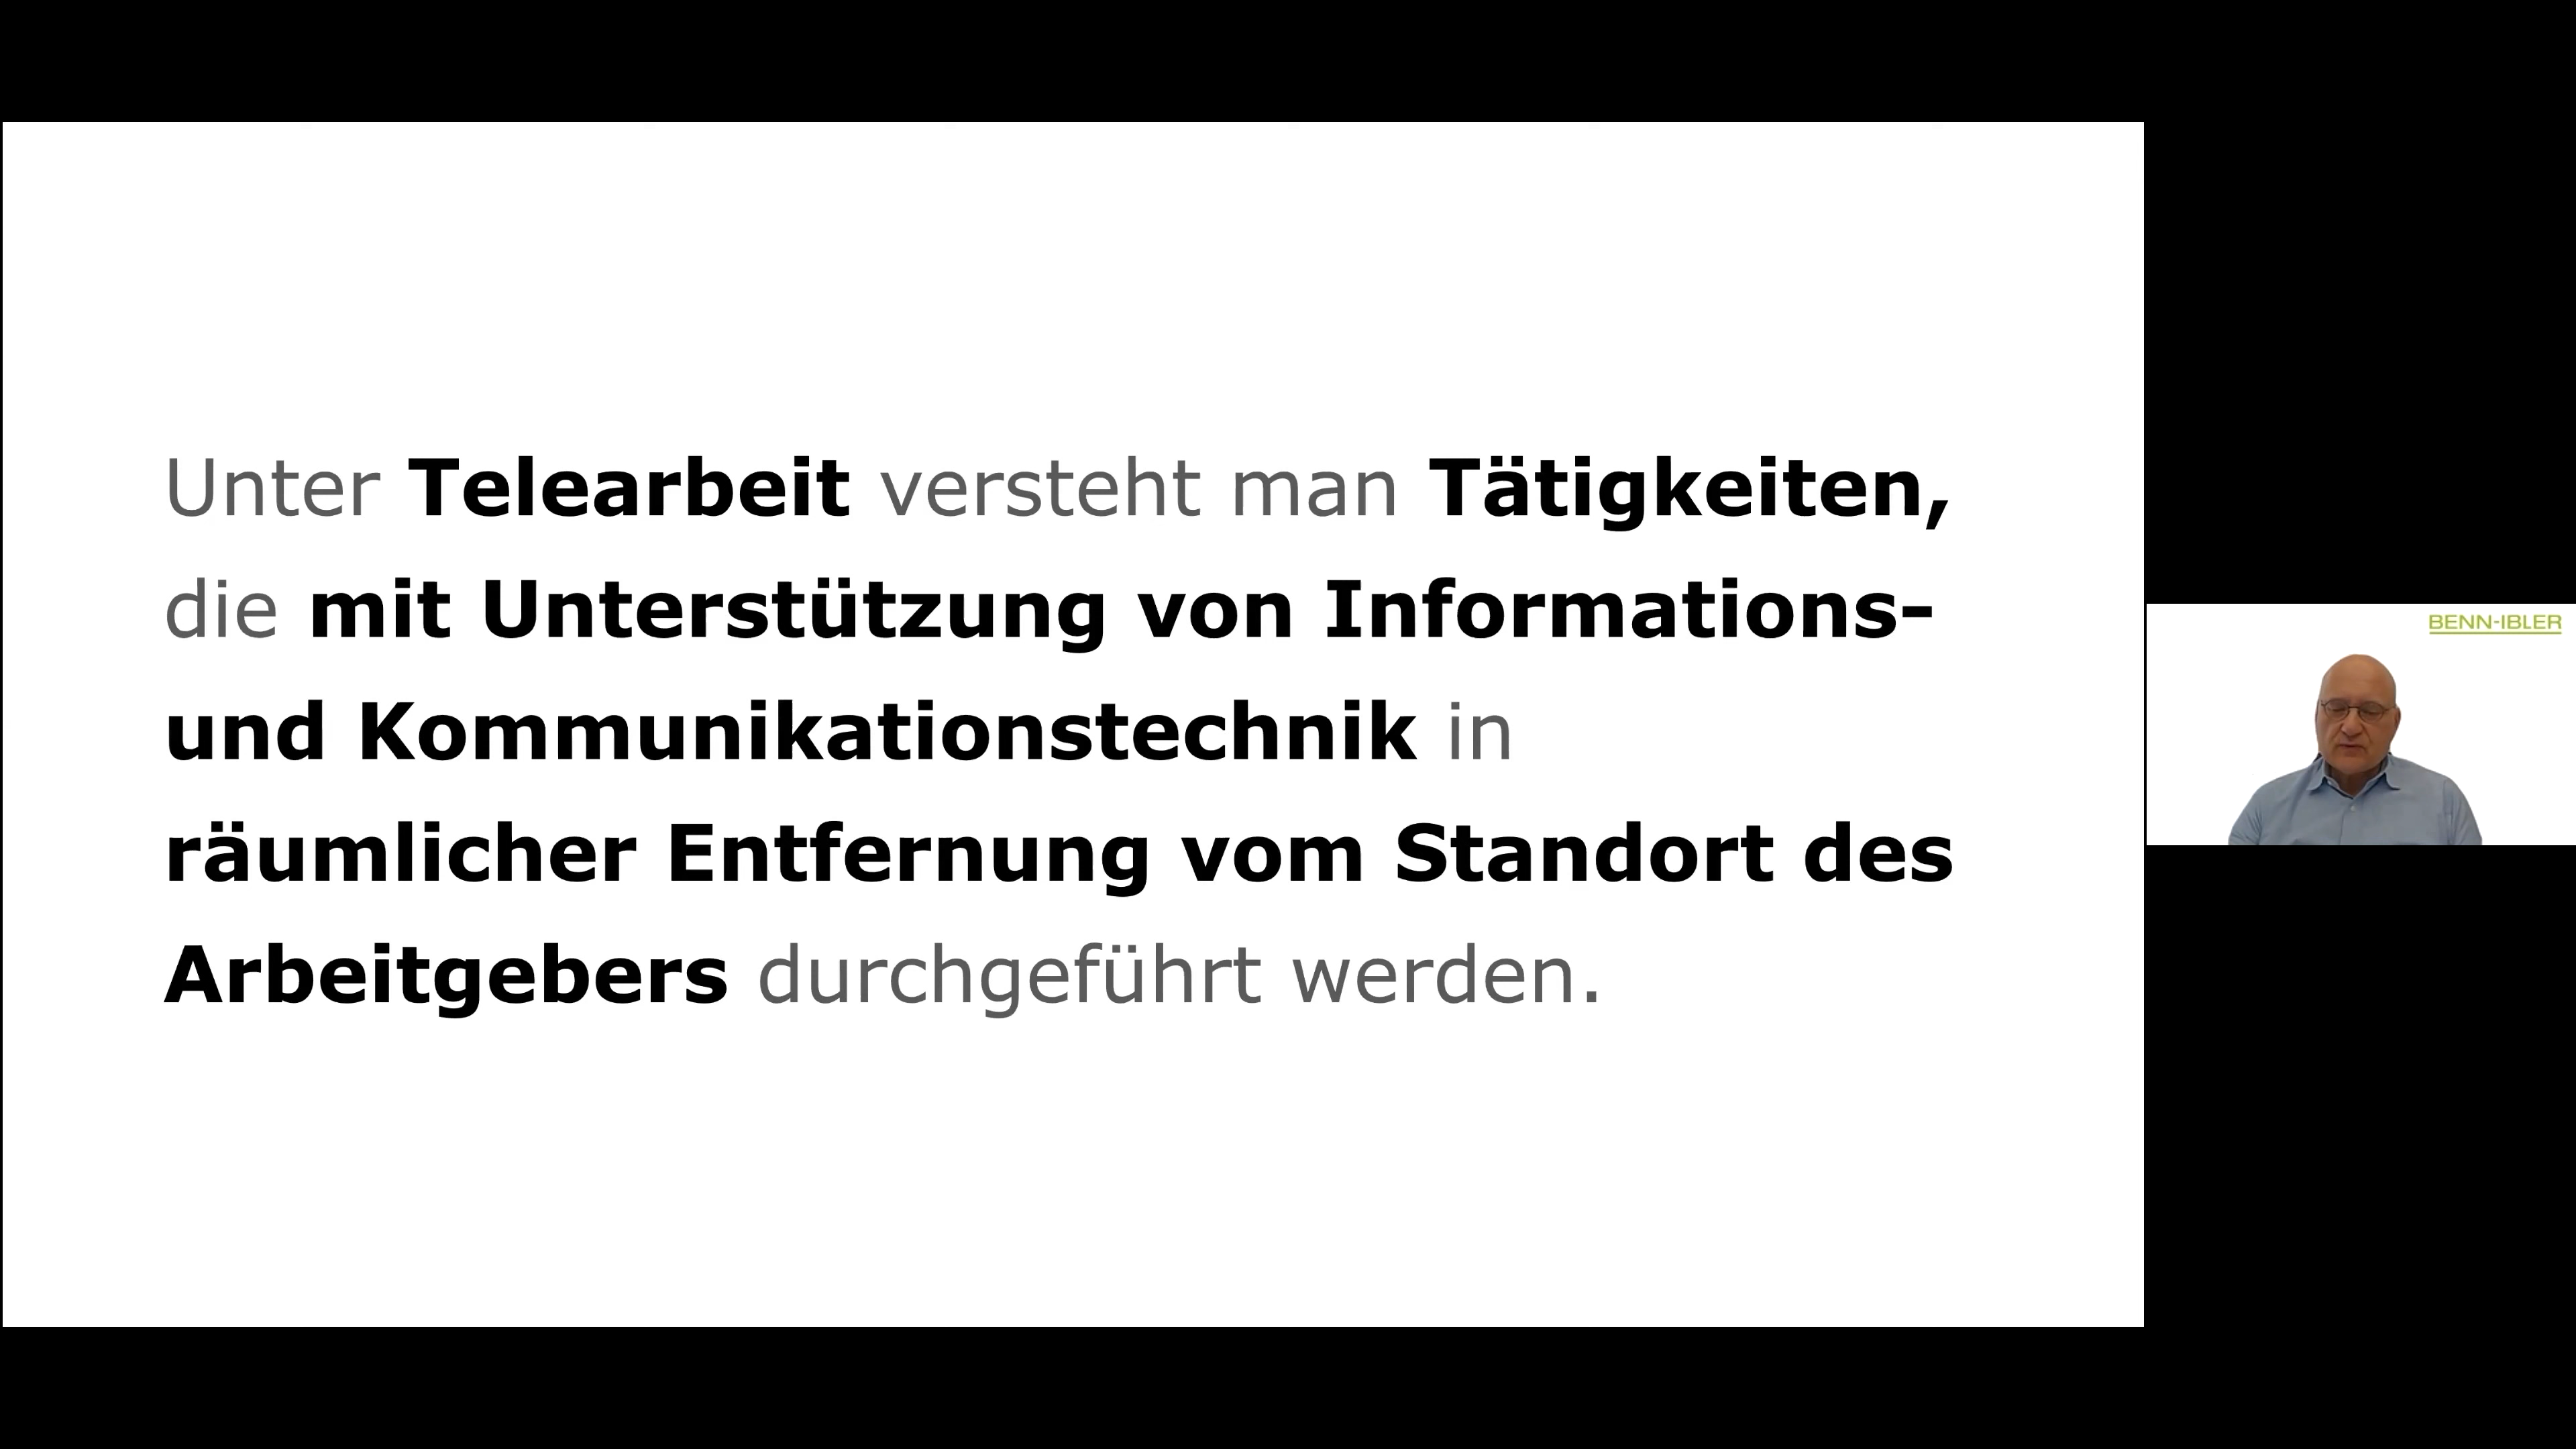 Unter Telearbeit versteht man Tätigkeiten,
die mit Unterstützung von Informations-
und Kommunikationstechnik in
räumlicher Entfernung vom Standort des
Arbeitgebers durchgeführt werden.
BENN-IBLER